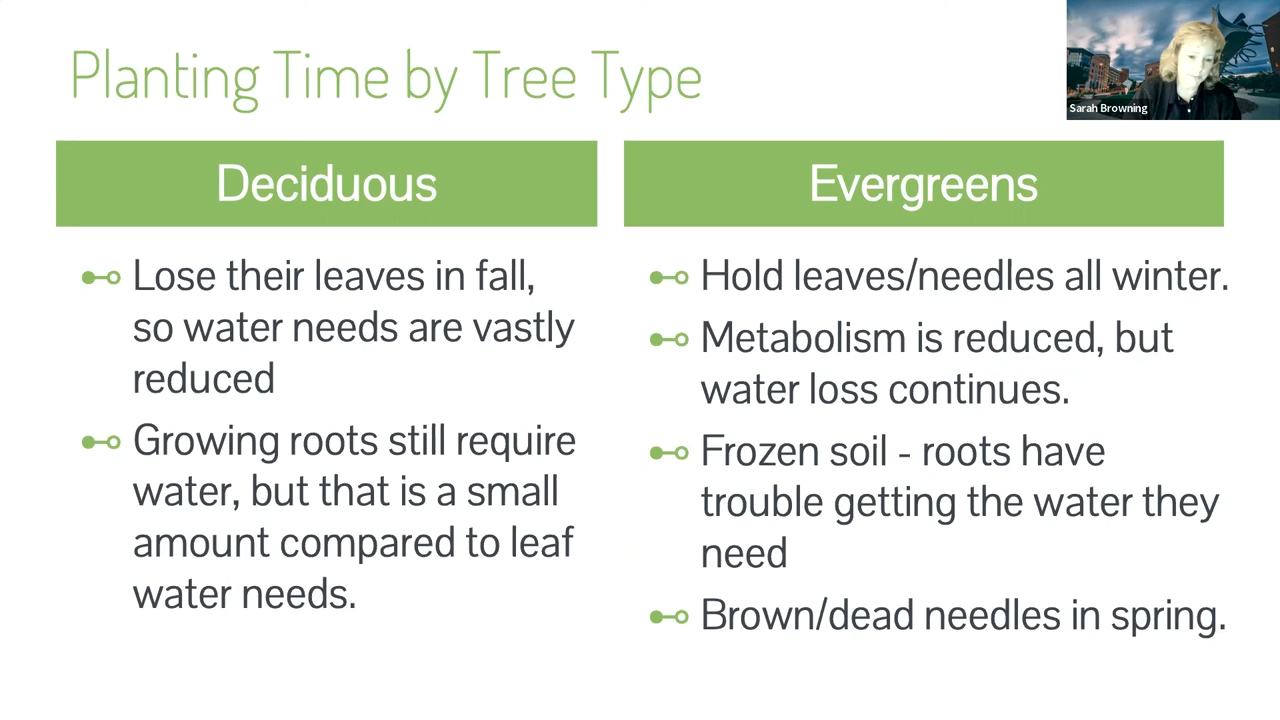 Planting Time by Tree Type
Sarah Browning
Deciduous
Lose their leaves in fall,
so water needs are vastly
reduced
Growing roots still require
water, but that is a small
amount compared to leaf
water needs.
Evergreens
Hold leaves/needles all winter.
Metabolism is reduced, but
water loss continues.
Frozen soil - roots have
trouble getting the water they
need
Brown/dead needles in spring.